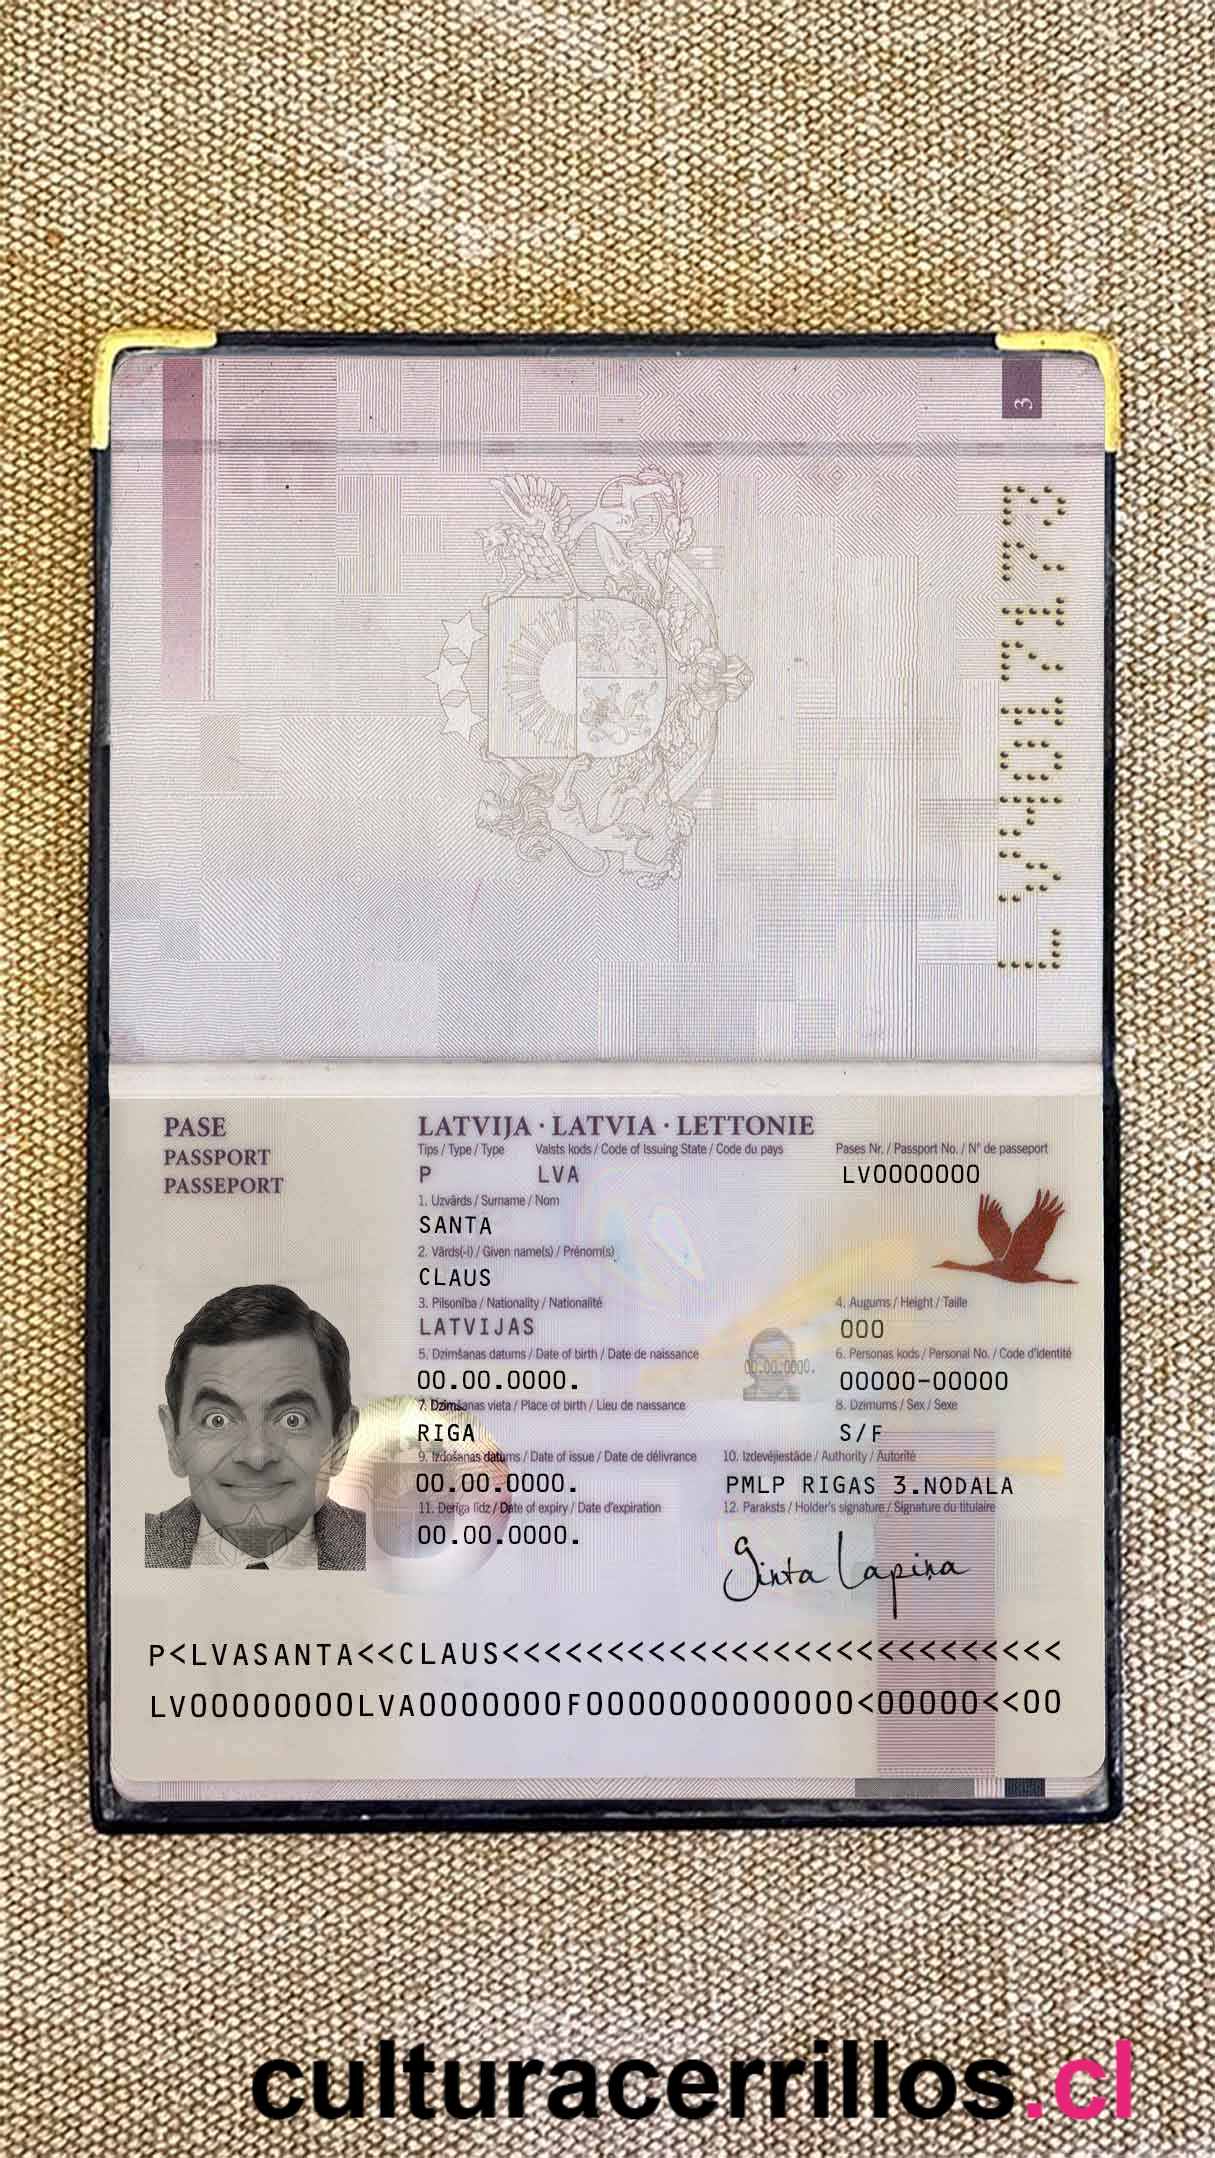 3
LV4017173
PASE
PASSPORT
PASSEPORT
LATVIJA · LATVIA · LETTONIE
Tips / Type / Type Valsts kods / Code of Issuing State / Code du pays Pases Nr. / Passport No. / N° de passeport
P LVA LV0000000
1. Uzvārds / Surname / Nom
SANTA
2. Vārds(-i) / Given name(s) / Prénom(s)
CLAUS
3. Pilsonība / Nationality / Nationalité 4. Augums / Height / Taille
LATVIJAS 000
5. Dzimšanas datums / Date of birth / Date de naissance 6. Personas kods / Personal No. / Code d'identité
00.00.0000. 00.00.0000. 00000-00000
7. Dzimšanas vieta / Place of birth / Lieu de naissance 8. Dzimums / Sex / Sexe
RIGA S/F
9. Izdošanas datums / Date of issue / Date de délivrance 10. Izdevējiestāde / Authority / Autorité
00.00.0000. PMLP RIGAS 3.NODALA
11. Derīga līdz / Date of expiry / Date d'expiration 12. Paraksts / Holder's signature / Signature du titulaire
00.00.0000.
Ginta Lapina
P<LVASANTA<<CLAUS<<<<<<<<<<<<<<<<<<<<<<<<<<<
LV00000000LVA0000000F0000000000000<00000<<00
culturacerrillos.cl